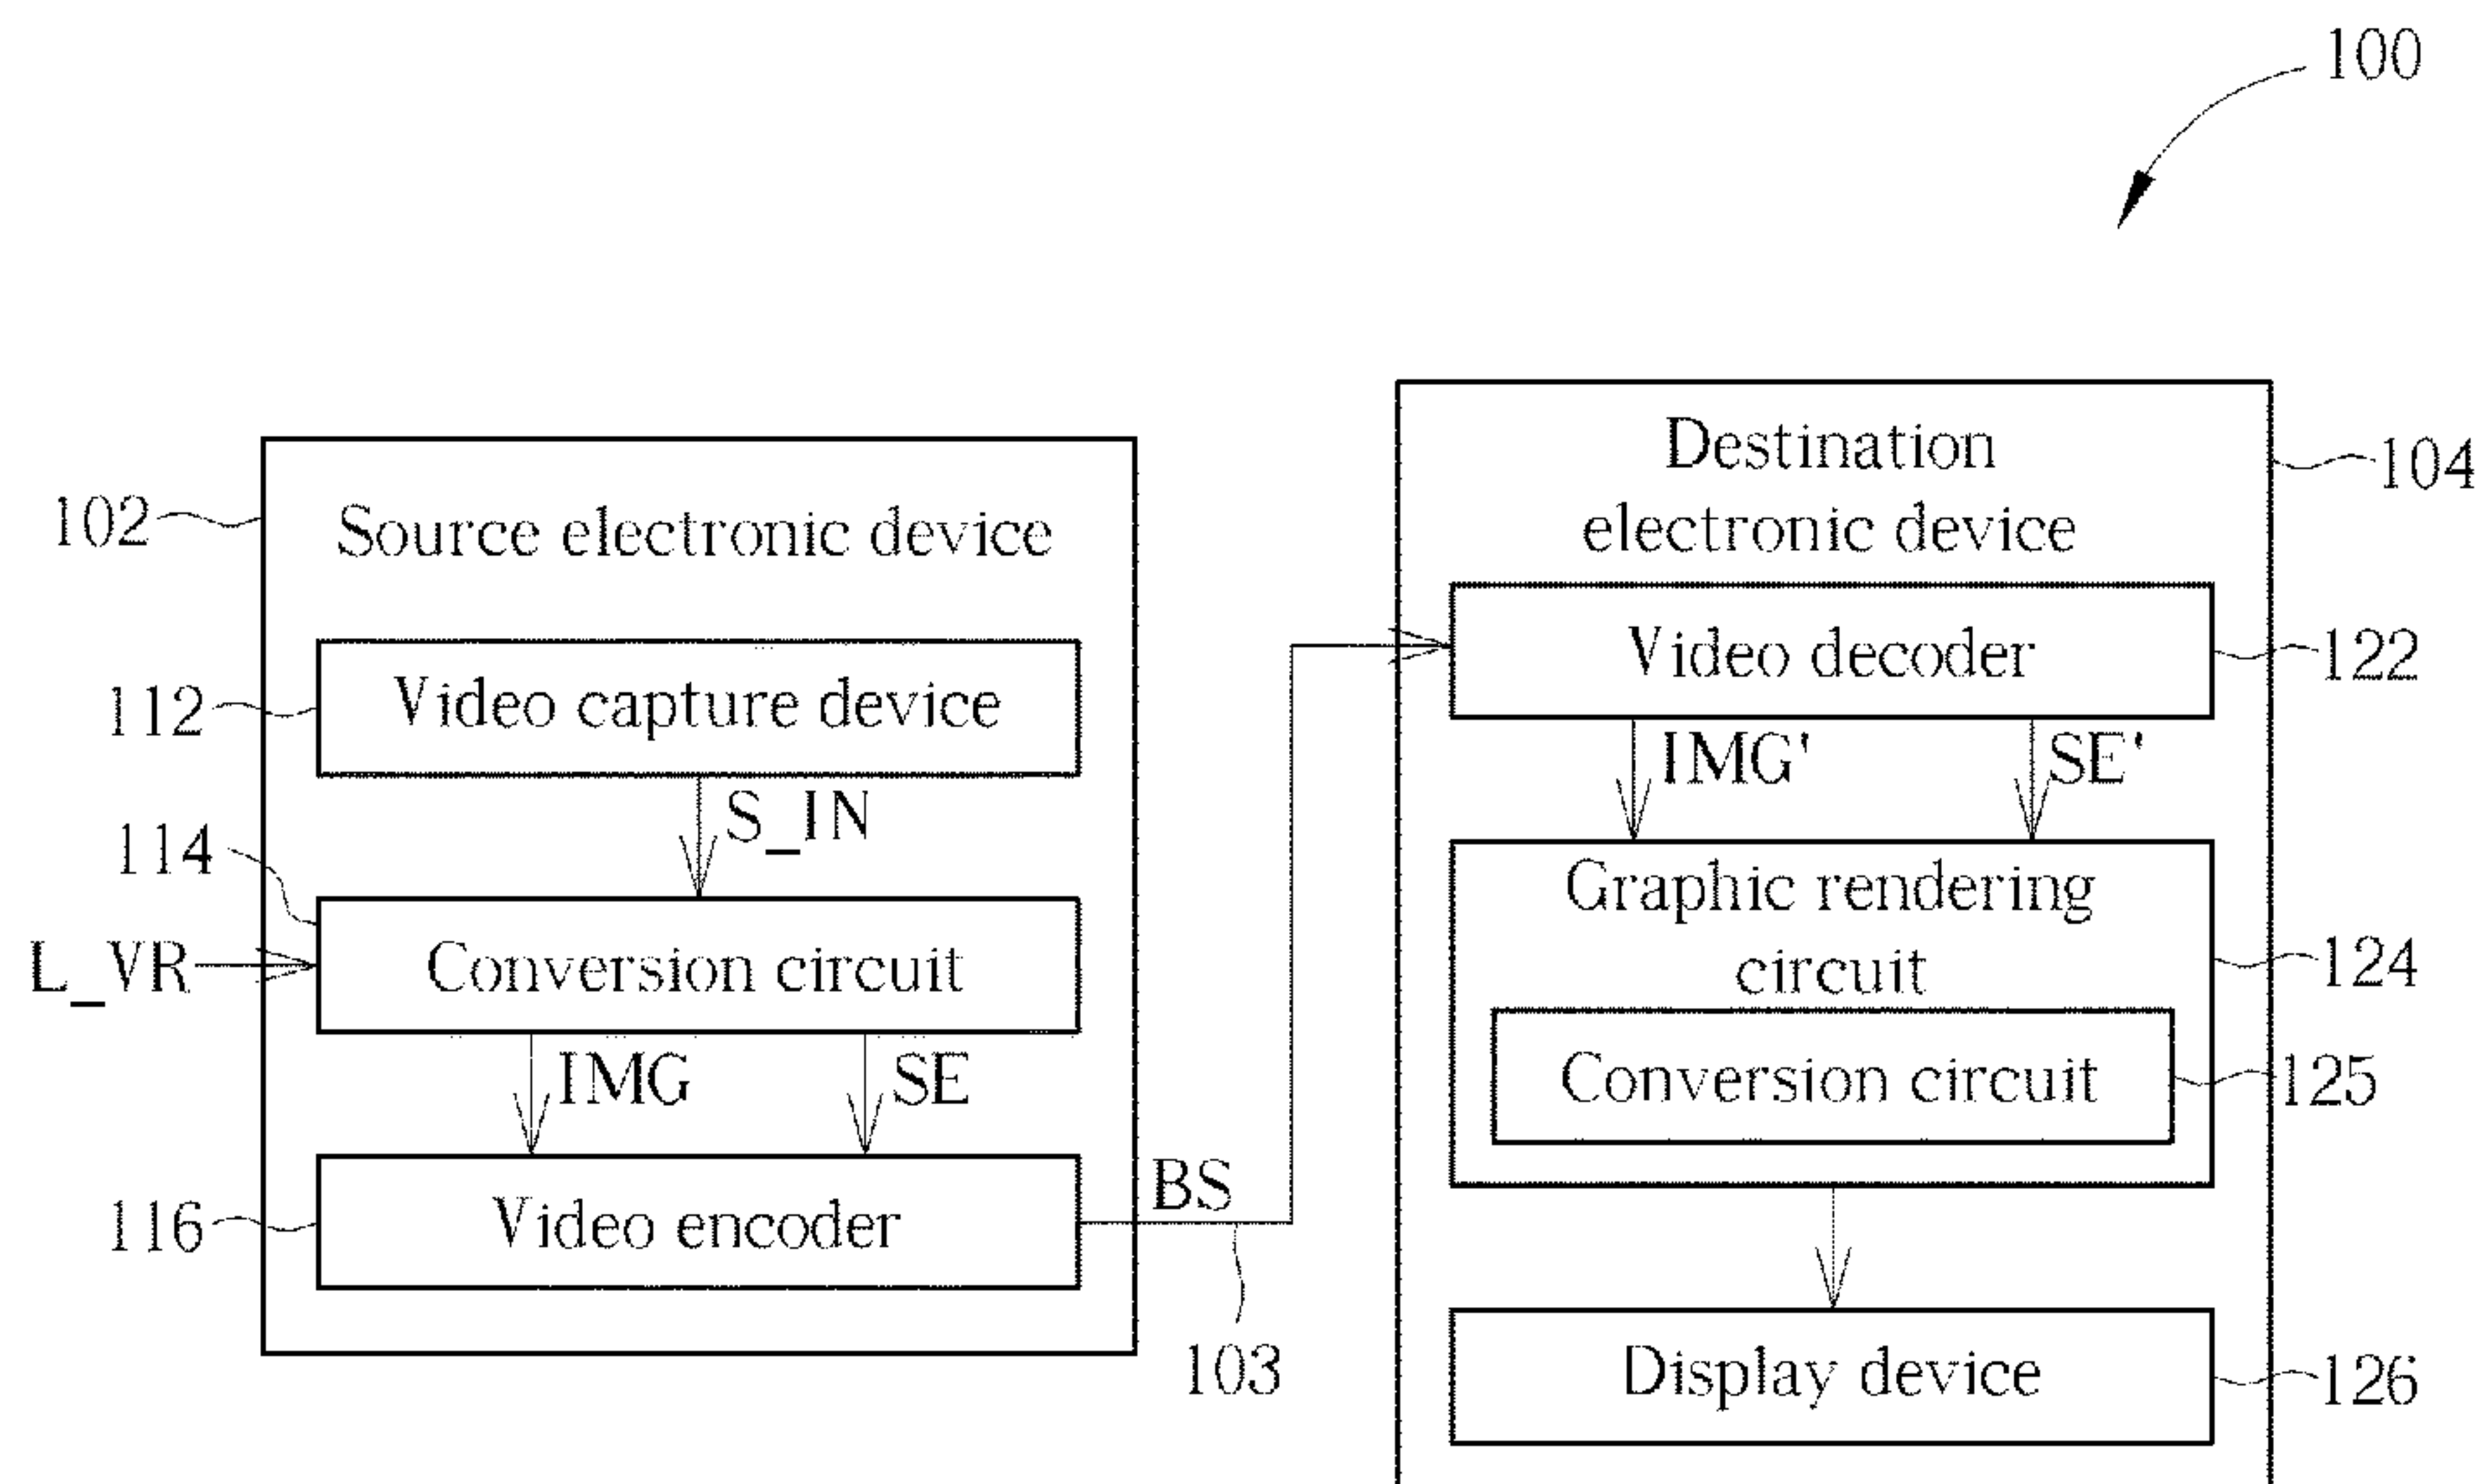 100
102
Source electronic device
112
Video capture device
S_IN
114
L_VR
Conversion circuit
IMG
SE
116
Video encoder
BS
103
Destination
electronic device
104
Video decoder
122
IMG'
SE'
Graphic rendering
circuit
124
Conversion circuit
125
Display device
126